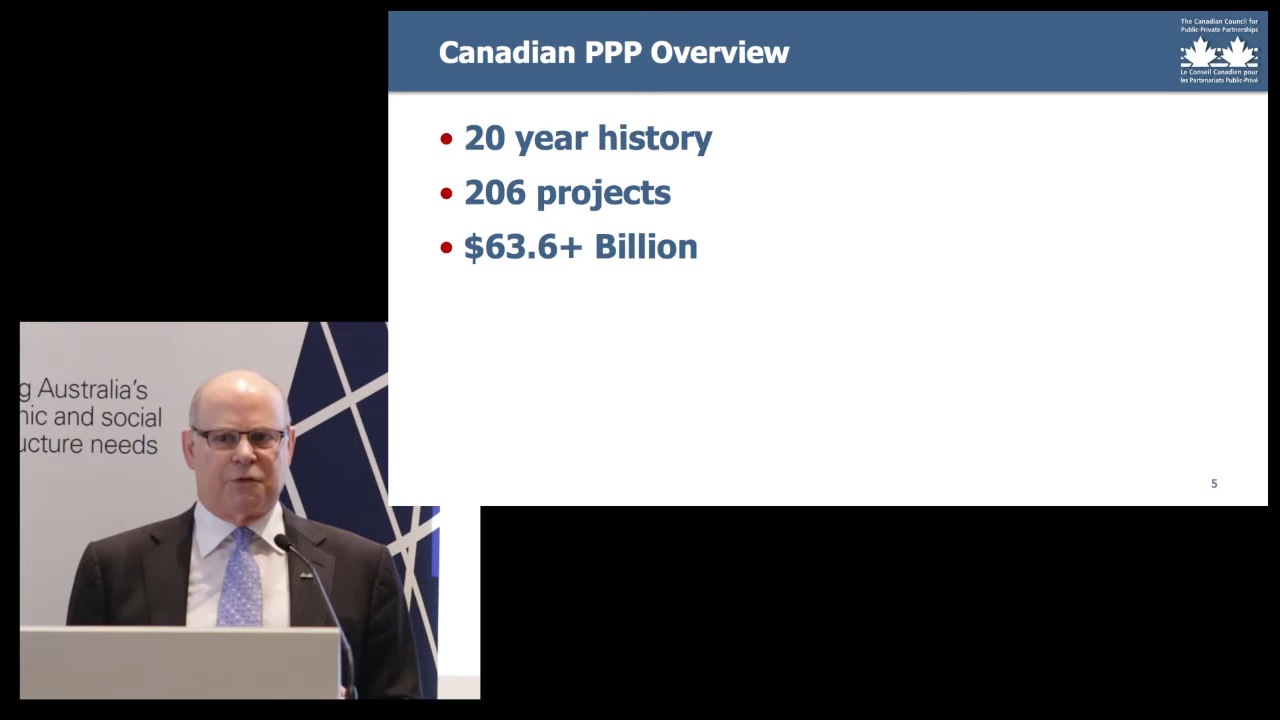 Canadian PPP Overview
The Canadian Council for
Public-Private Partnerships
Le Conseil Canadien pour
les Partenariats Public-Privé
• 20 year history
• 206 projects
• $63.6+ Billion
5
Australia's
and social
needs